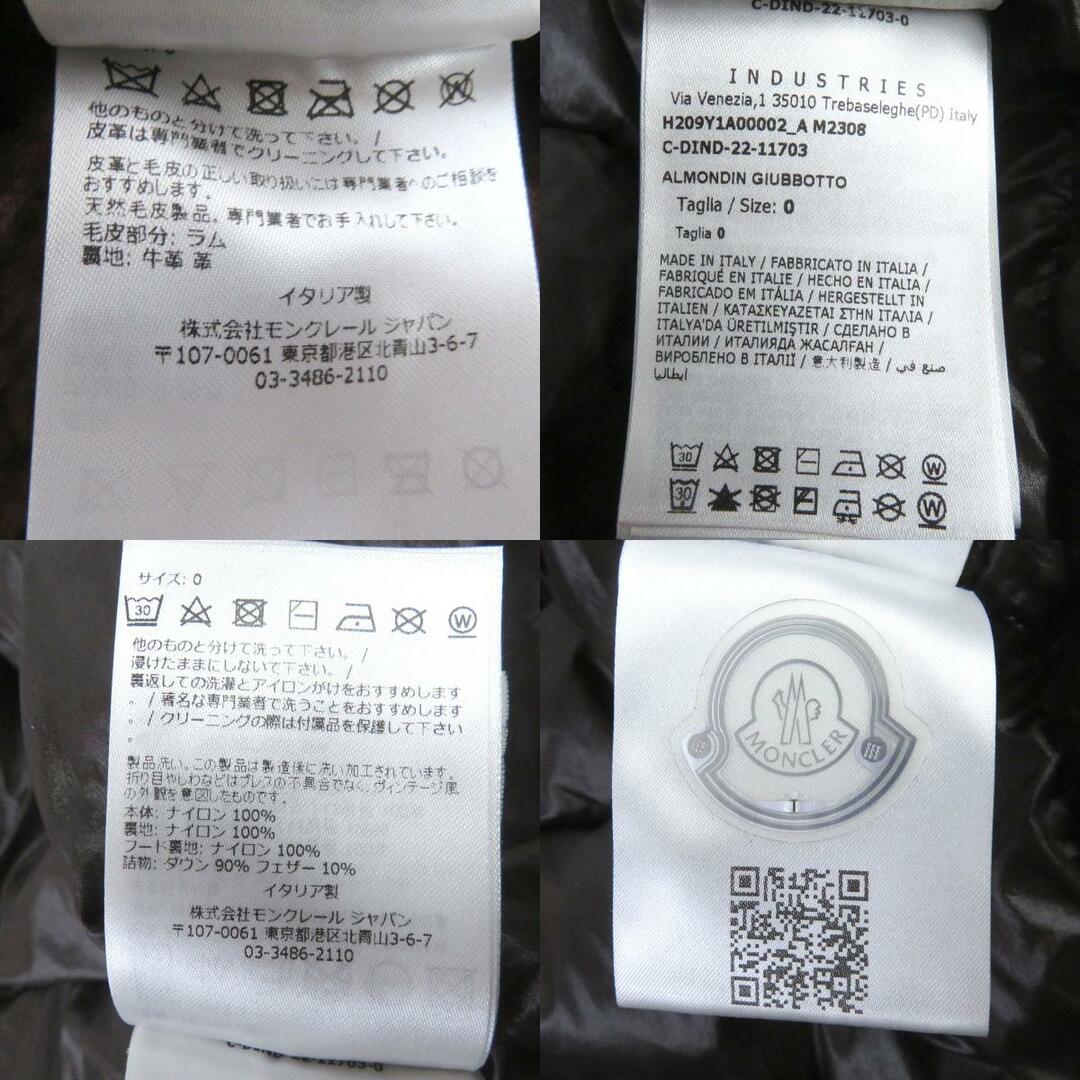 他のものと分けて洗って下さい。/
皮革は専門業者でクリーニングして下さい。
皮革と毛皮の正しい取り扱いには専門業者へのご相談を
おすすめします。
天然毛皮製品。専門業者でお手入れして下さい。
毛皮部分: ラム
裏地: 牛革 革
イタリア製
株式会社モンクレール ジャパン
〒107-0061 東京都港区北青山3-6-7
03-3486-2110
C-DIND-22-11703-0
INDUSTRIES
Via Venezia,1 35010 Trebaseleghe(PD) Italy
H209Y1A00002_A M2308
C-DIND-22-11703
ALMONDIN GIUBBOTTO
Taglia / Size: 0
Taglia 0
MADE IN ITALY / FABBRICATO IN ITALIA /
FABRIQUÉ EN ITALIE / HECHO EN ITALIA /
FABRICADO EM ITÁLIA / HERGESTELLT IN
ITALIEN / ΚΑΤΑΣΚΕΥΑΖΕΤΑΙ ΣΤΗΝ ΙΤΑΛΙΑ /
ITALYA'DA ÜRETILMIŞTIR / СДЕЛАНО В
ИТАЛИИ / ИТАЛИЯДА ЖАСАЛҒАН /
ВИРОБЛЕНО В ІТАЛІЇ / 意大利製造 / صنع في
ايطاليا
30
W
30
W
サイズ: 0
30
W
他のものと分けて洗って下さい。/
浸けたままにしないで下さい。/
裏返しての洗濯とアイロンがけをおすすめします
。/ 著名な専門業者で洗うことをおすすめします
。/ クリーニングの際は付属品を保護して下さい
。
製品洗い。この製品は製造後に洗い加工されています。
折り目やしわなどはプレスの不具合でなく、ヴィンテージ風
の外観を意図したものです。
本体: ナイロン 100%
裏地: ナイロン 100%
フード裏地: ナイロン 100%
詰物: ダウン 90% フェザー 10%
イタリア製
株式会社モンクレール ジャパン
〒107-0061 東京都港区北青山3-6-7
03-3486-2110
C-DIND-22-11703-0
MONCLER